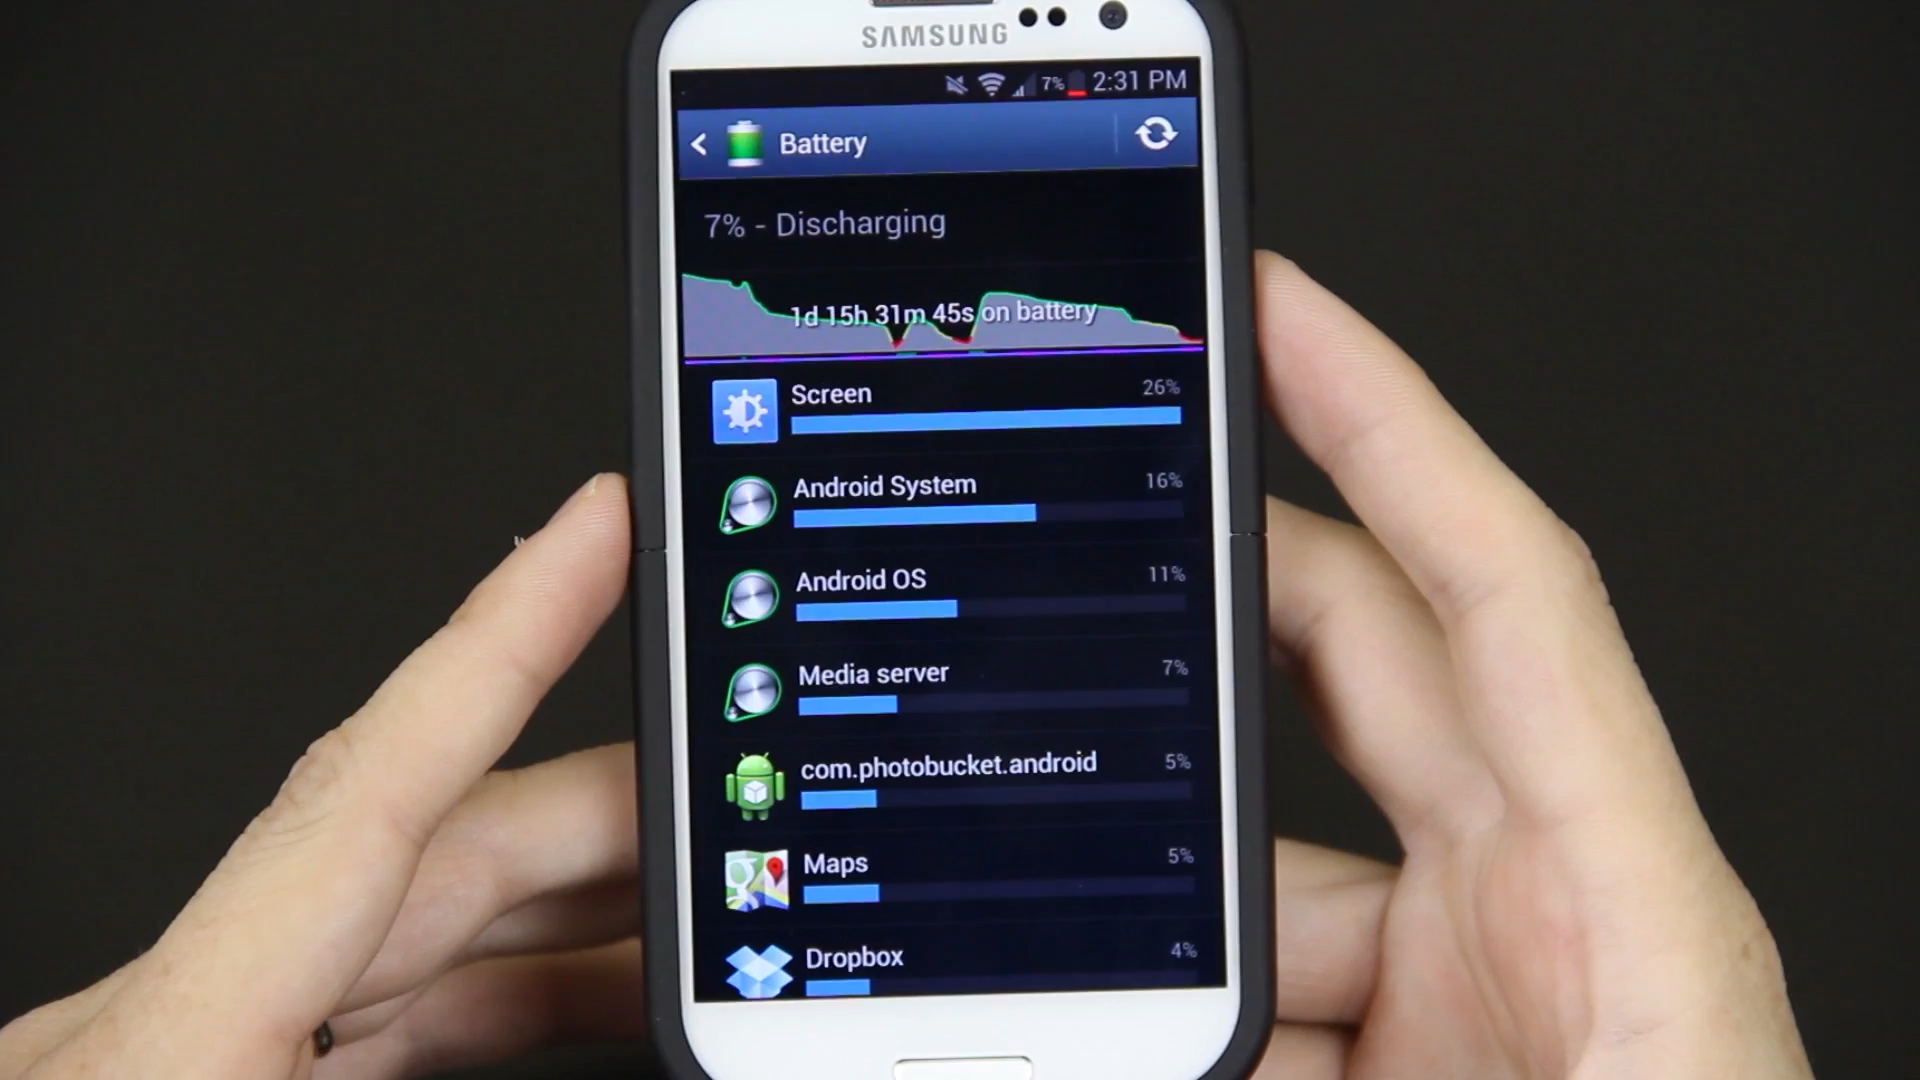 SAMSUNG
7% 2:31 PM
Battery
7% - Discharging
1d 15h 31m 45s on battery
Screen 26%
Android System 16%
Android OS 11%
Media server 7%
com.photobucket.android 5%
Maps 5%
Dropbox 4%